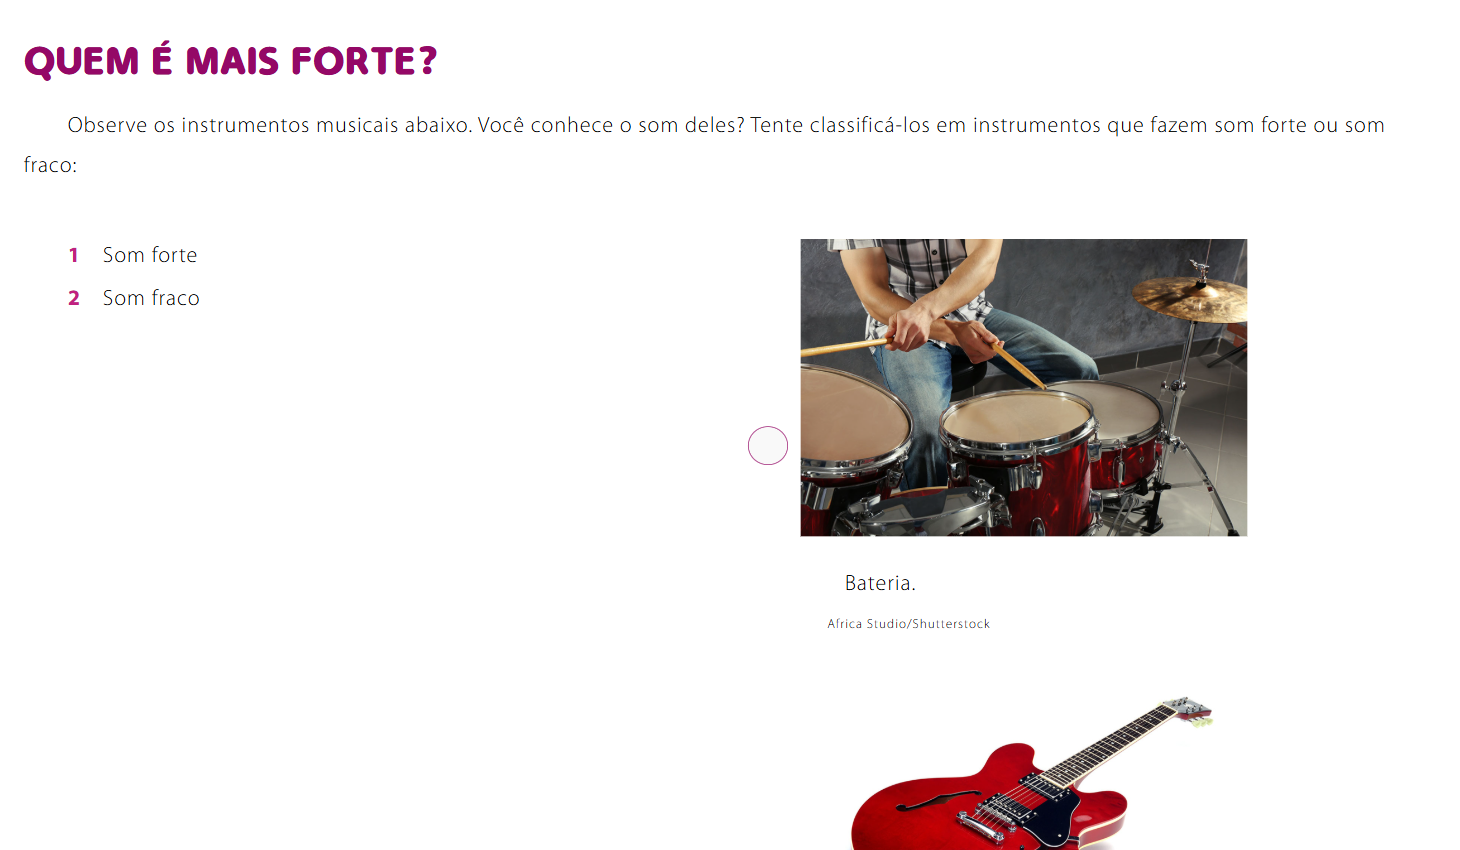 QUEM É MAIS FORTE?
Observe os instrumentos musicais abaixo. Você conhece o som deles? Tente classificá-los em instrumentos que fazem som forte ou som
fraco:
1 Som forte
2 Som fraco
Bateria.
Africa Studio/Shutterstock